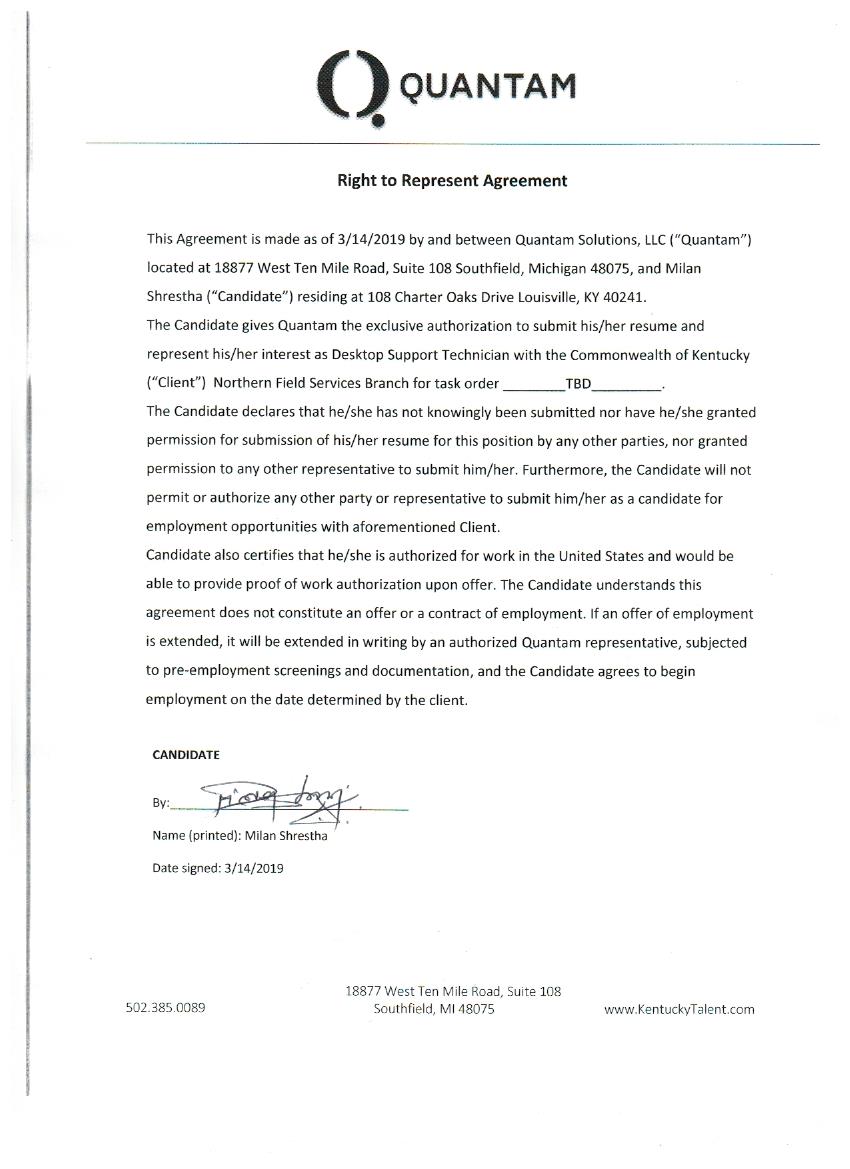 QUANTAM
Right to Represent Agreement
This Agreement is made as of 3/14/2019 by and between Quantam Solutions, LLC (“Quantam”)
located at 18877 West Ten Mile Road, Suite 108 Southfield, Michigan 48075, and Milan
Shrestha (“Candidate”) residing at 108 Charter Oaks Drive Louisville, KY 40241.
The Candidate gives Quantam the exclusive authorization to submit his/her resume and
represent his/her interest as Desktop Support Technician with the Commonwealth of Kentucky
(“Client”) Northern Field Services Branch for task order ________TBD_________.
The Candidate declares that he/she has not knowingly been submitted nor have he/she granted
permission for submission of his/her resume for this position by any other parties, nor granted
permission to any other representative to submit him/her. Furthermore, the Candidate will not
permit or authorize any other party or representative to submit him/her as a candidate for
employment opportunities with aforementioned Client.
Candidate also certifies that he/she is authorized for work in the United States and would be
able to provide proof of work authorization upon offer. The Candidate understands this
agreement does not constitute an offer or a contract of employment. If an offer of employment
is extended, it will be extended in writing by an authorized Quantam representative, subjected
to pre-employment screenings and documentation, and the Candidate agrees to begin
employment on the date determined by the client.
CANDIDATE
By:
Name (printed): Milan Shrestha
Date signed: 3/14/2019
18877 West Ten Mile Road, Suite 108
502.385.0089 Southfield, MI 48075 www.KentuckyTalent.com